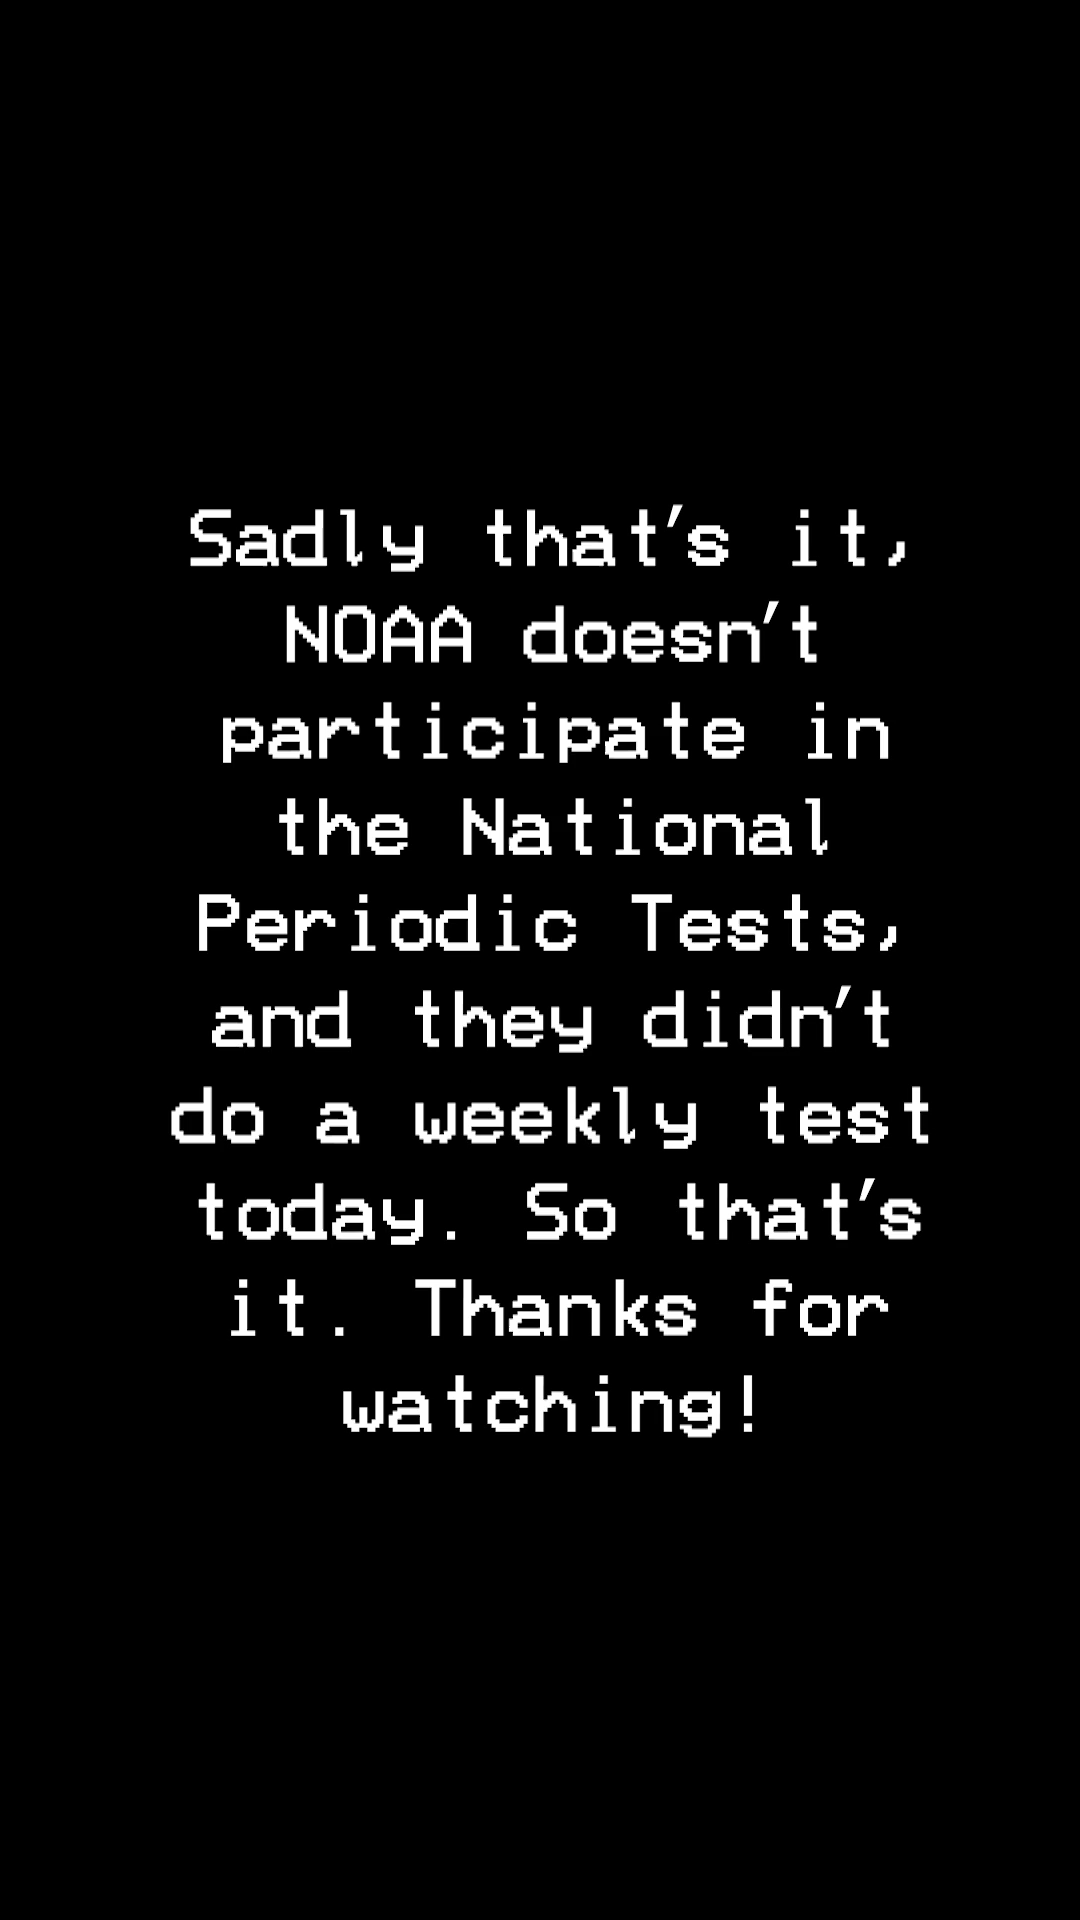 Sadly that's it,
NOAA doesn't
participate in
the National
Periodic Tests,
and they didn't
do a weekly test
today. So that's
it. Thanks for
watching!